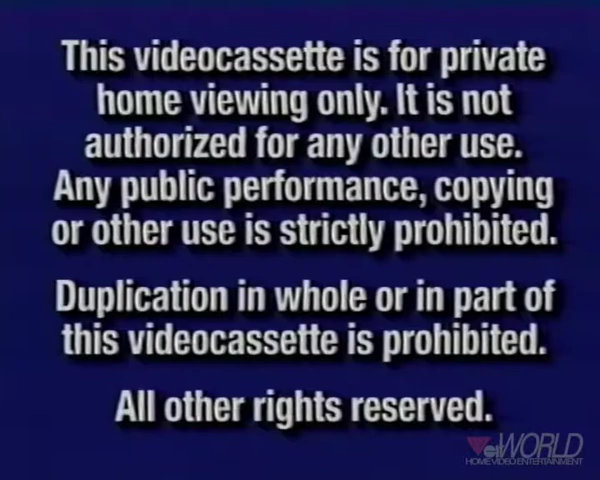 This videocassette is for private
home viewing only. It is not
authorized for any other use.
Any public performance, copying
or other use is strictly prohibited.
Duplication in whole or in part of
this videocassette is prohibited.
All other rights reserved.
WORLD
HOME VIDEO ENTERTAINMENT